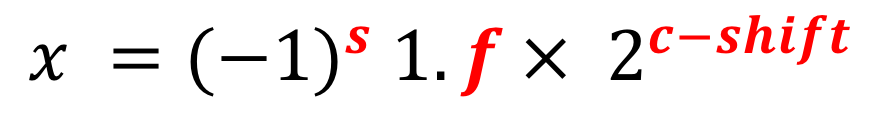 x = (−1)^s 1.f × 2^{c−shift}